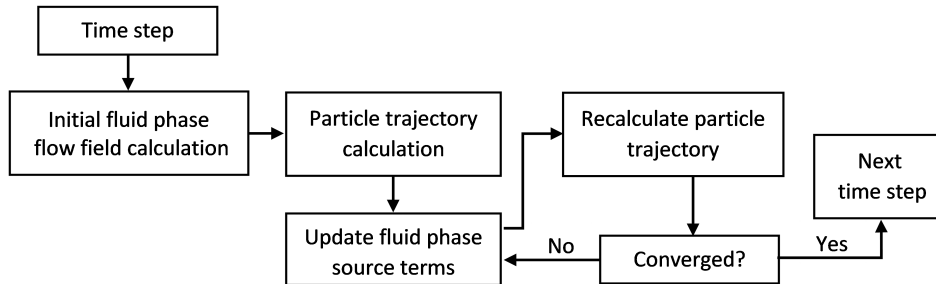 Time step
Initial fluid phase
flow field calculation
Particle trajectory
calculation
Update fluid phase
source terms
Recalculate particle
trajectory
Converged?
No
Yes
Next
time step